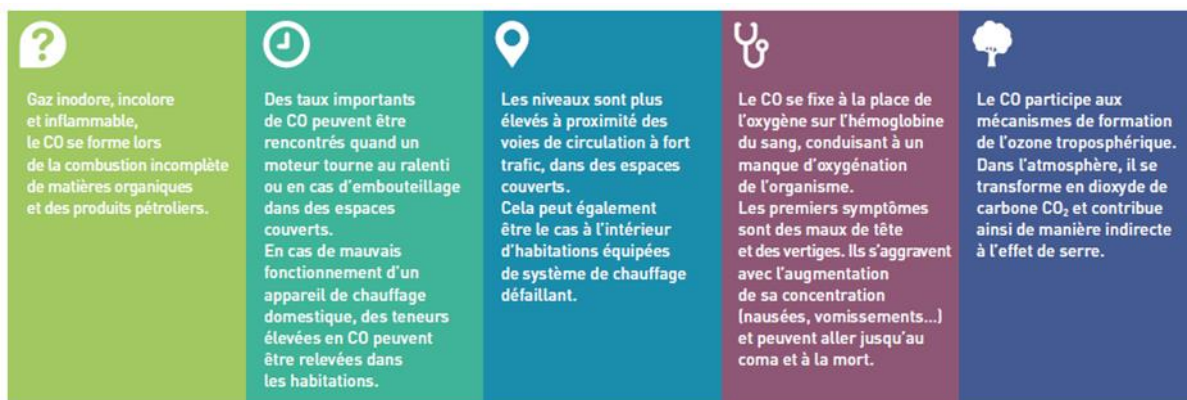 ?
Gaz inodore, incolore
et inflammable,
le CO se forme lors
de la combustion incomplète
de matières organiques
et des produits pétroliers.
Des taux importants
de CO peuvent être
rencontrés quand un
moteur tourne au ralenti
ou en cas d’embouteillage
dans des espaces
couverts.
En cas de mauvais
fonctionnement d’un
appareil de chauffage
domestique, des teneurs
élevées en CO peuvent
être relevées dans
les habitations.
Les niveaux sont plus
élevés à proximité des
voies de circulation à fort
trafic, dans des espaces
couverts.
Cela peut également
être le cas à l’intérieur
d’habitations équipées
de système de chauffage
défaillant.
Le CO se fixe à la place de
l’oxygène sur l’hémoglobine
du sang, conduisant à un
manque d’oxygénation
de l’organisme.
Les premiers symptômes
sont des maux de tête
et des vertiges. Ils s’aggravent
avec l’augmentation
de sa concentration
(nausées, vomissements...)
et peuvent aller jusqu’au
coma et à la mort.
Le CO participe aux
mécanismes de formation
de l’ozone troposphérique.
Dans l’atmosphère, il se
transforme en dioxyde de
carbone CO₂ et contribue
ainsi de manière indirecte
à l’effet de serre.